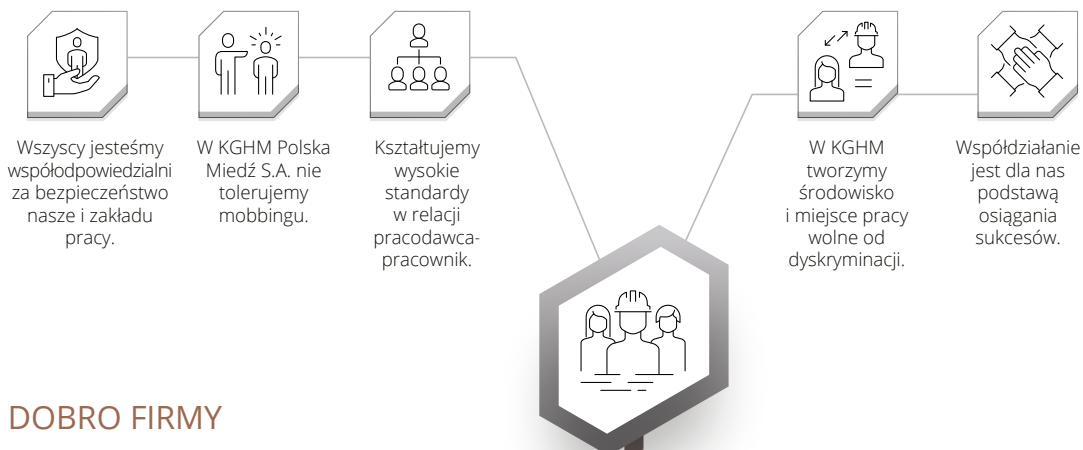 Wszyscy jesteśmy
współodpowiedzialni
za bezpieczeństwo
nasze i zakładu
pracy.
W KGHM Polska
Miedź S.A. nie
tolerujemy
mobbingu.
Kształtujemy
wysokie
standardy
w relacji
pracodawca-
pracownik.
W KGHM
tworzymy
środowisko
i miejsce pracy
wolne od
dyskryminacji.
Współdziałanie
jest dla nas
podstawą
osiągania
sukcesów.
DOBRO FIRMY